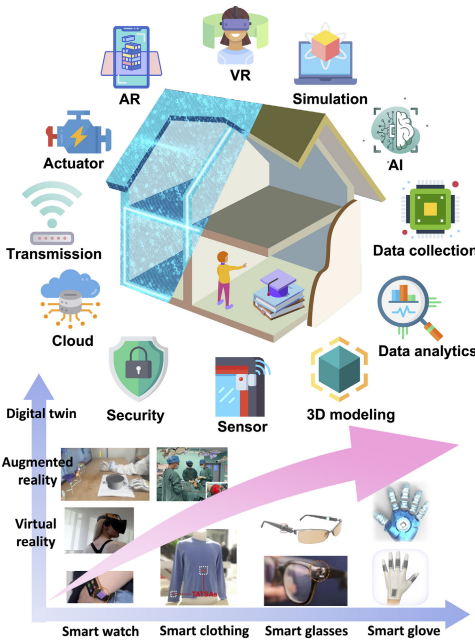 VR
AR
Simulation
Actuator
AI
Transmission
Data collection
Cloud
Data analytics
Security
Sensor
3D modeling
Digital twin
Augmented
reality
Virtual
reality
Smart watch
Smart clothing
Smart glasses
Smart glove